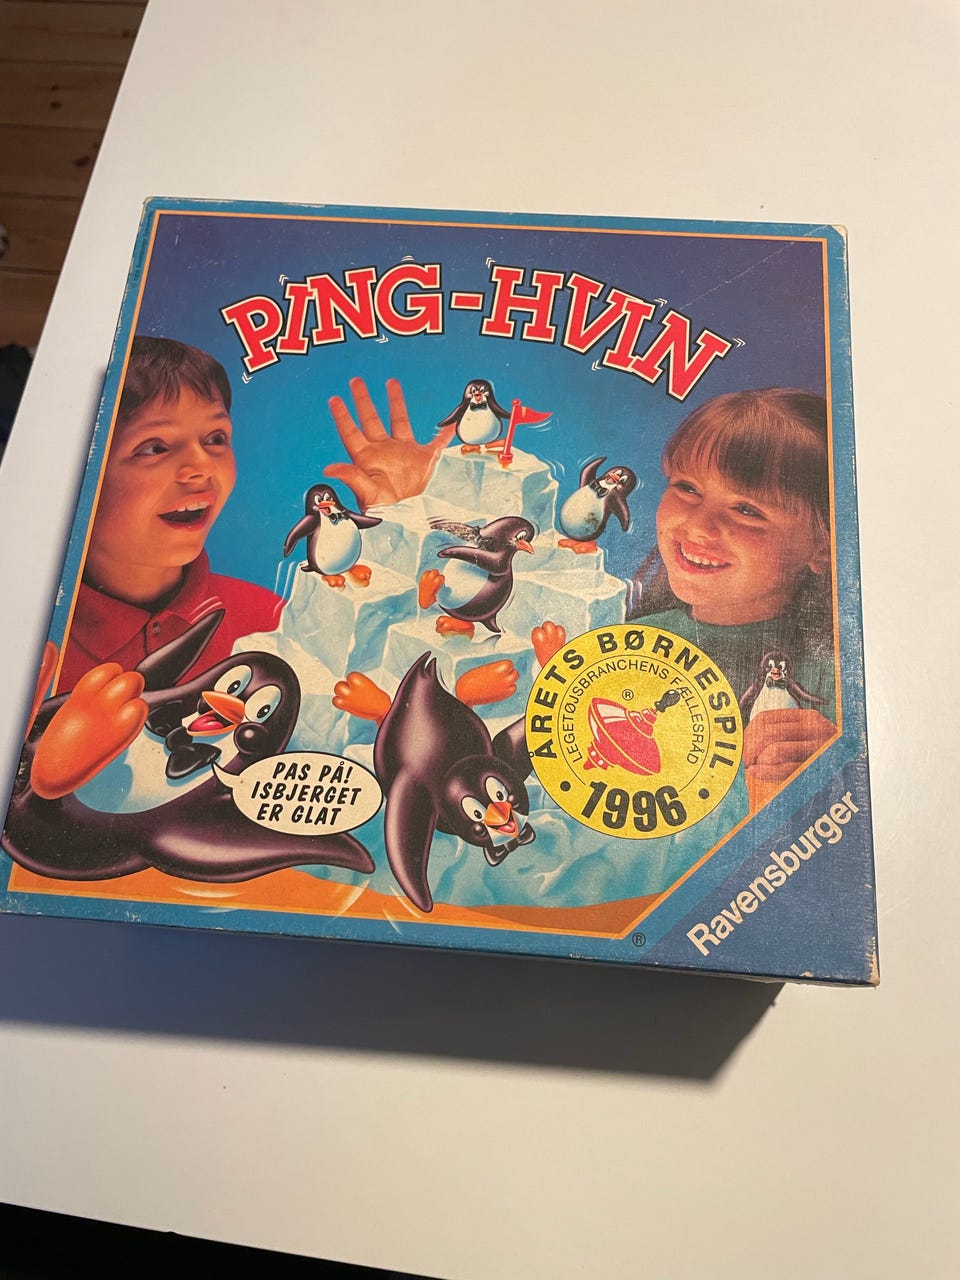 PING-HVIN
PAS PÅ!
ISBJERGET
ER GLAT
ÅRETS BØRNESPIL
LEGETØJSBRANCHENS FÆLLESRÅD
®
• 1996 •
Ravensburger
®